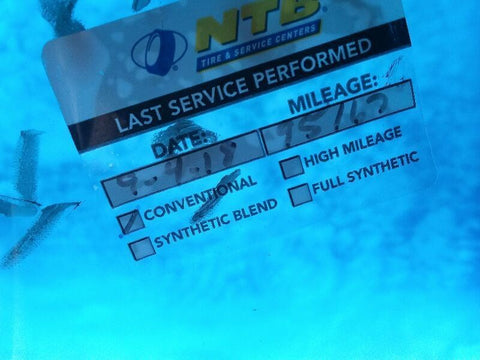 NTB
TIRE & SERVICE CENTERS
LAST SERVICE PERFORMED
DATE: MILEAGE:
CONVENTIONAL HIGH MILEAGE
SYNTHETIC BLEND FULL SYNTHETIC